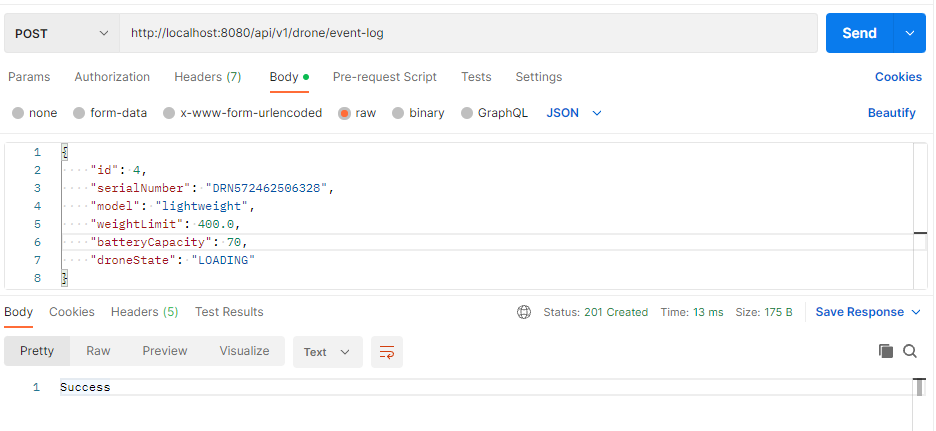 POST http://localhost:8080/api/v1/drone/event-log Send
Params Authorization Headers (7) Body Pre-request Script Tests Settings Cookies
none form-data x-www-form-urlencoded raw binary GraphQL JSON Beautify
1 {
2 "id": 4,
3 "serialNumber": "DRN572462506328",
4 "model": "lightweight",
5 "weightLimit": 400.0,
6 "batteryCapacity": 70,
7 "droneState": "LOADING"
8 }
Body Cookies Headers (5) Test Results Status: 201 Created Time: 13 ms Size: 175 B Save Response
Pretty Raw Preview Visualize Text
1 Success